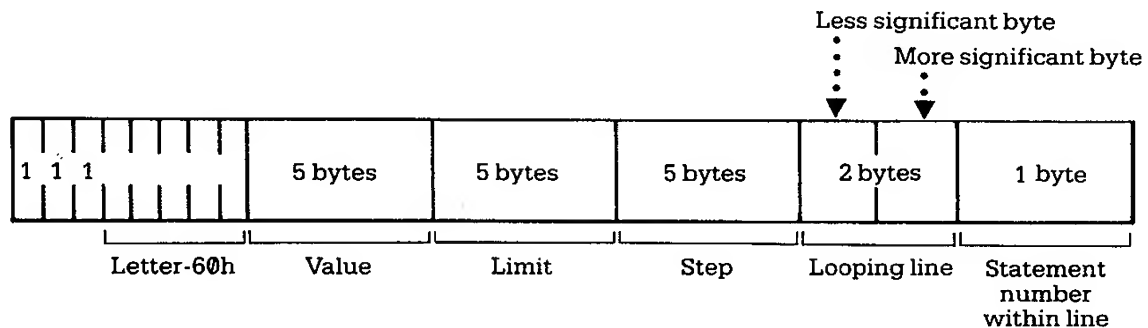 Less significant byte
More significant byte
1 1 1
5 bytes
5 bytes
5 bytes
2 bytes
1 byte
Letter-60h
Value
Limit
Step
Looping line
Statement
number
within line